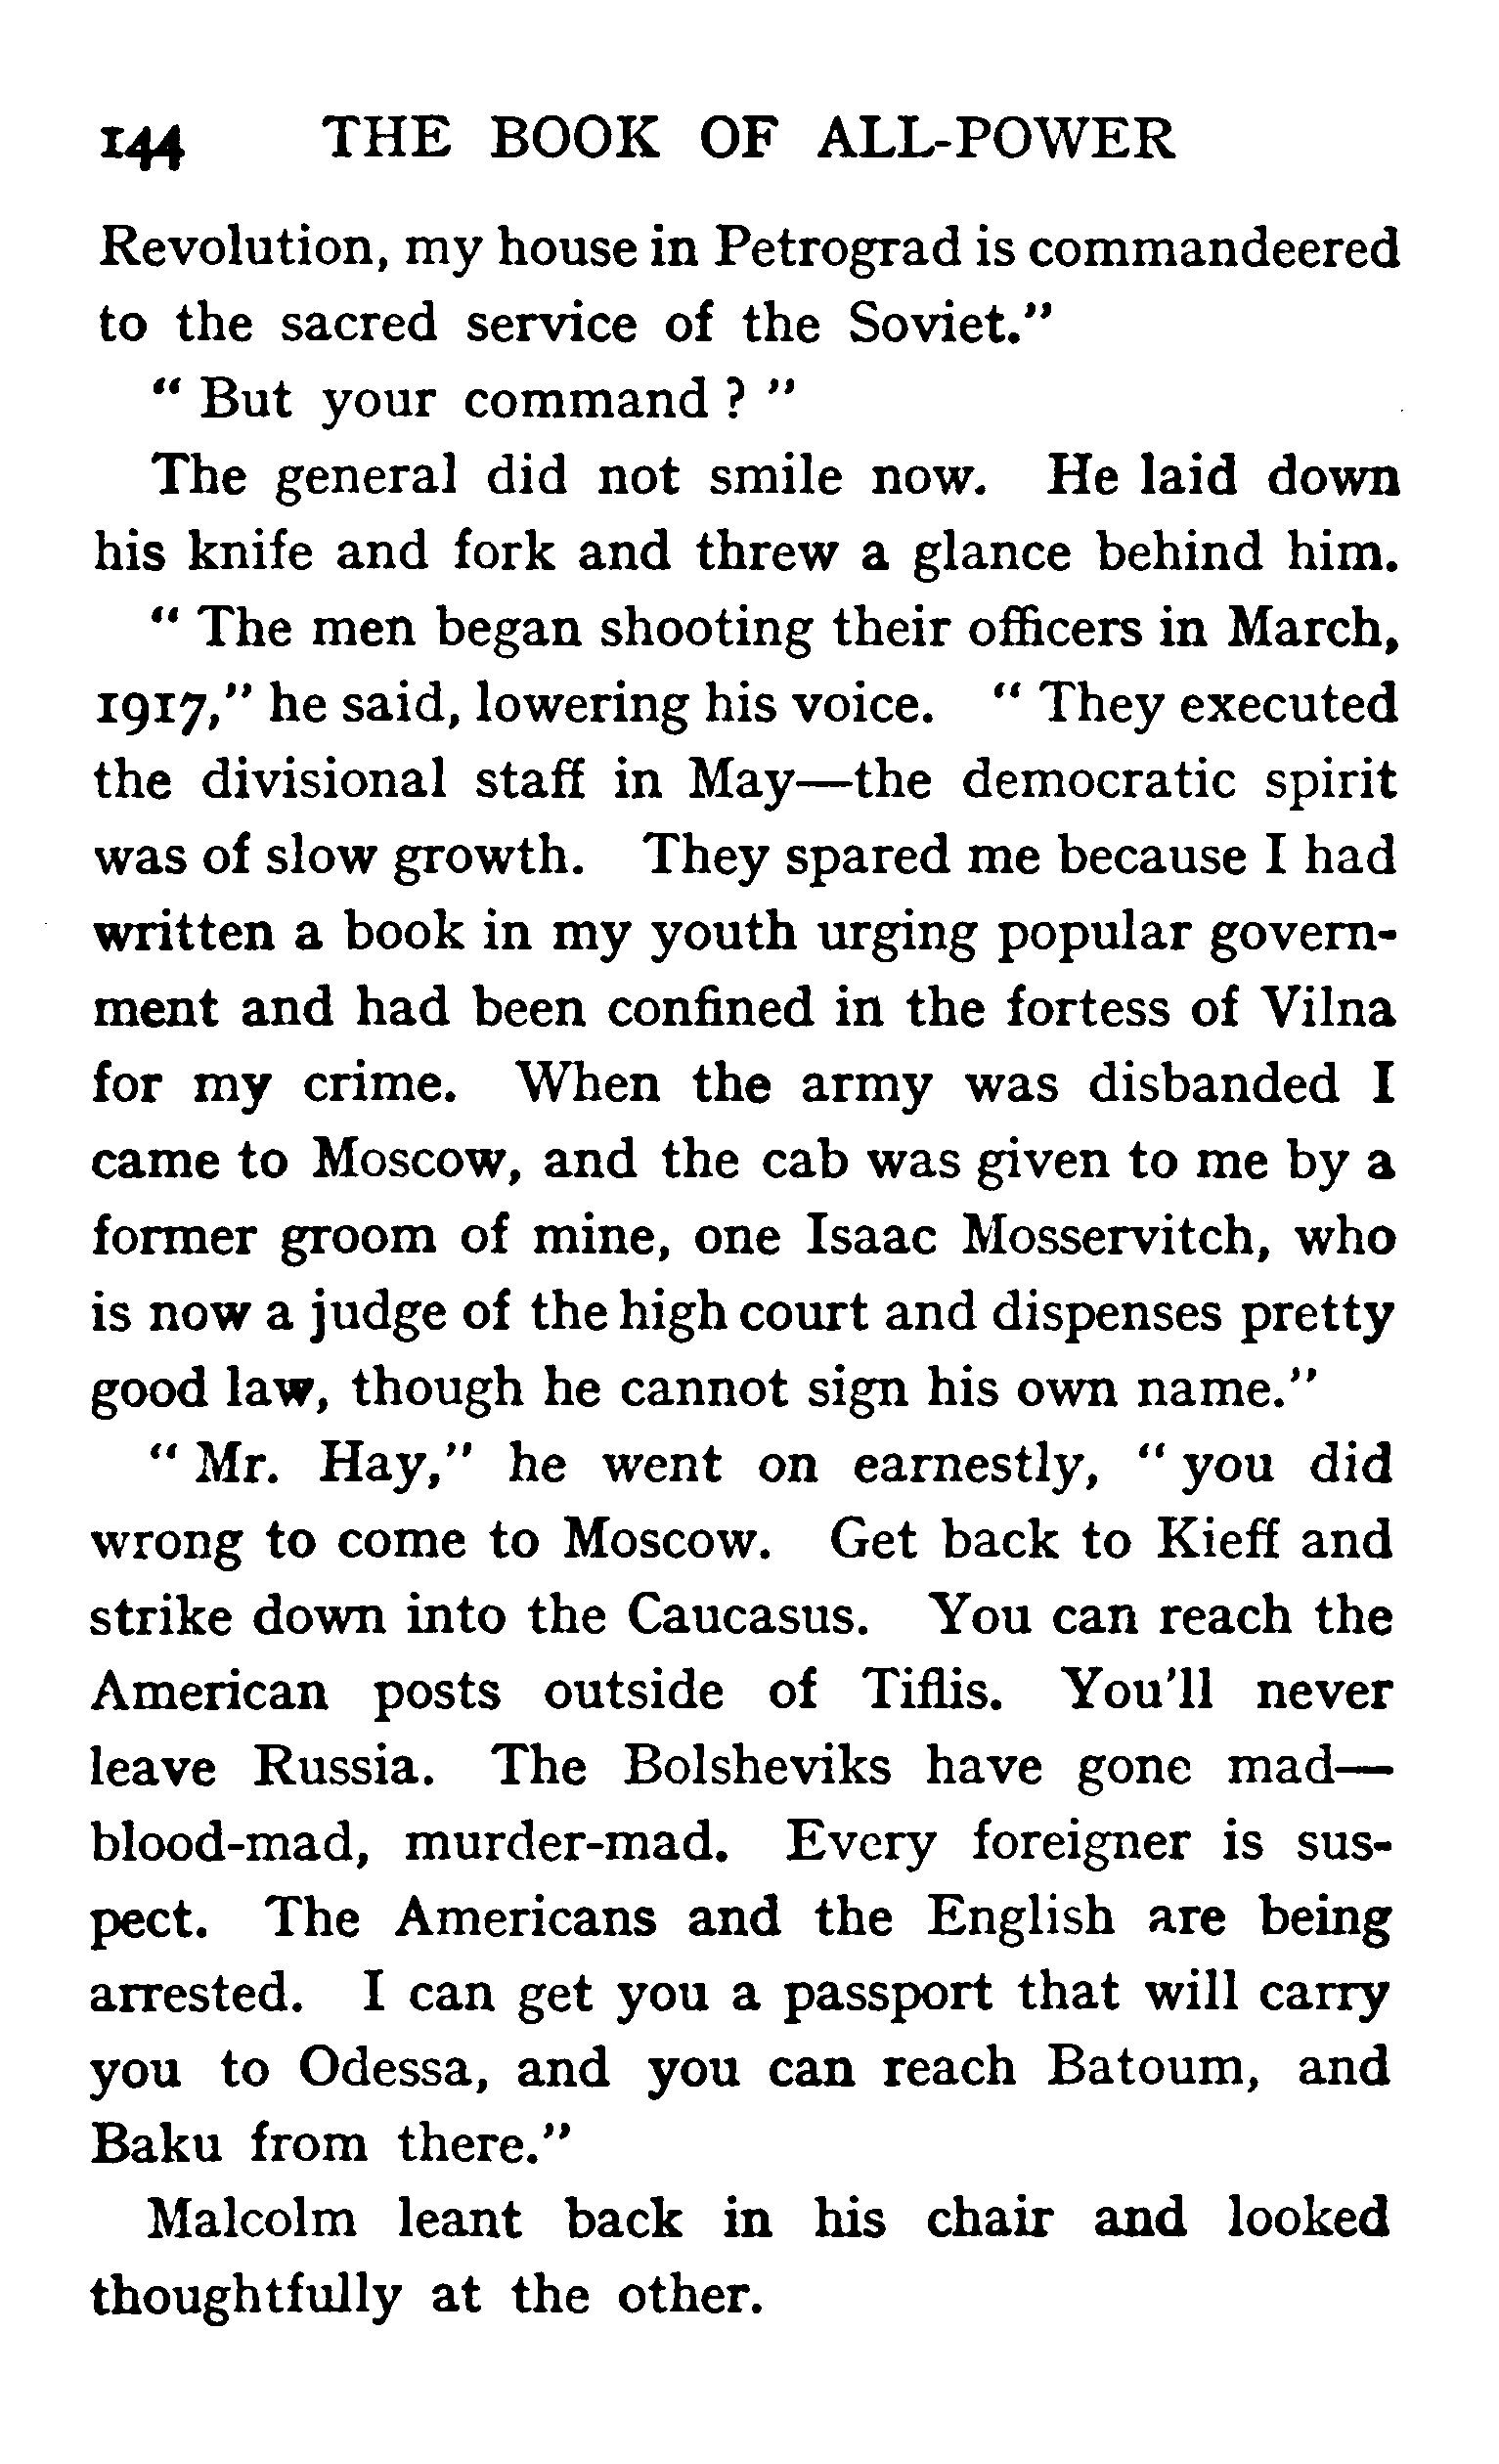 144 THE BOOK OF ALL-POWER
Revolution, my house in Petrograd is commandeered
to the sacred service of the Soviet."
" But your command ? "
The general did not smile now. He laid down
his knife and fork and threw a glance behind him.
" The men began shooting their officers in March,
1917," he said, lowering his voice. " They executed
the divisional staff in May—the democratic spirit
was of slow growth. They spared me because I had
written a book in my youth urging popular govern-
ment and had been confined in the fortess of Vilna
for my crime. When the army was disbanded I
came to Moscow, and the cab was given to me by a
former groom of mine, one Isaac Mosservitch, who
is now a judge of the high court and dispenses pretty
good law, though he cannot sign his own name."
" Mr. Hay," he went on earnestly, " you did
wrong to come to Moscow. Get back to Kieff and
strike down into the Caucasus. You can reach the
American posts outside of Tiflis. You'll never
leave Russia. The Bolsheviks have gone mad—
blood-mad, murder-mad. Every foreigner is sus-
pect. The Americans and the English are being
arrested. I can get you a passport that will carry
you to Odessa, and you can reach Batoum, and
Baku from there."
Malcolm leant back in his chair and looked
thoughtfully at the other.